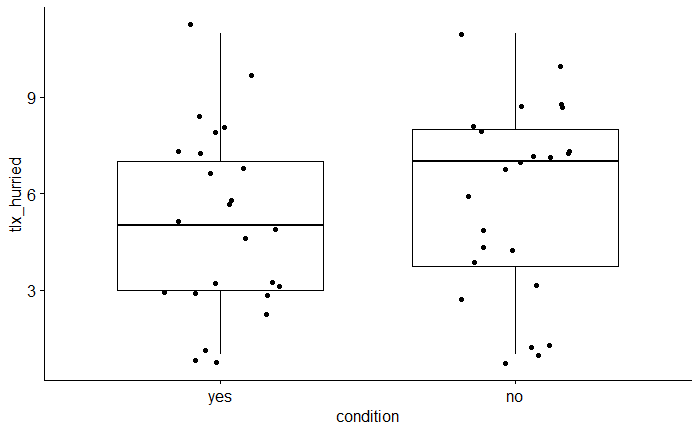 tlx_hurried
9
6
3
yes
no
condition